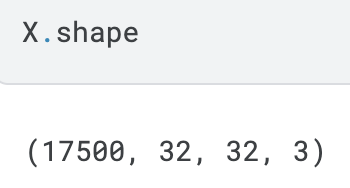 X.shape
(17500, 32, 32, 3)